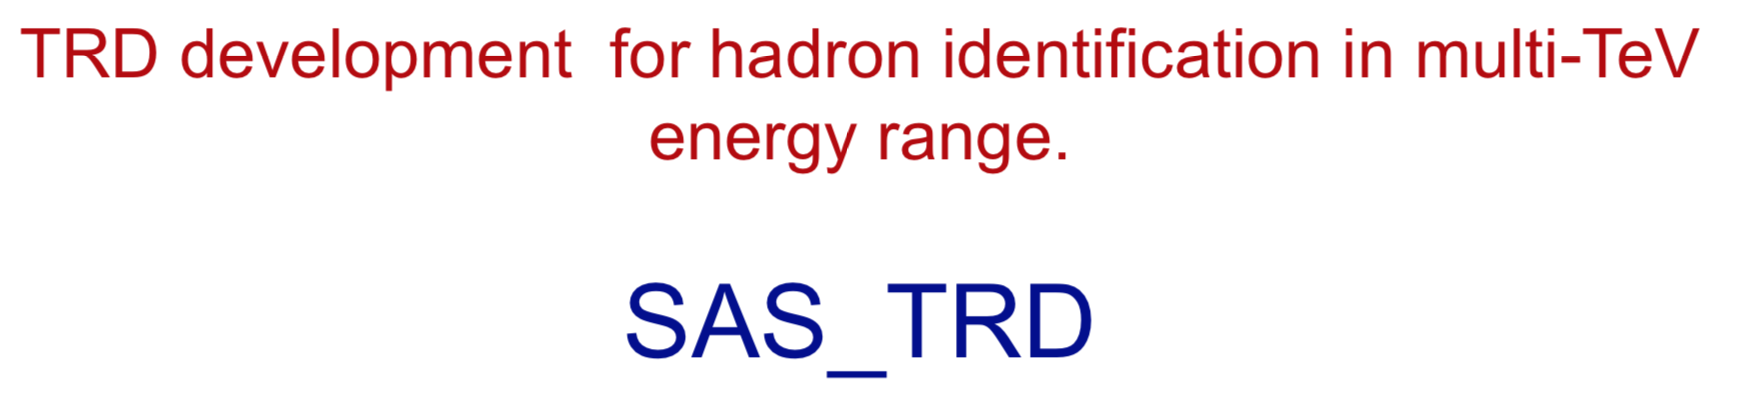 TRD development  for hadron identification in multi-TeV
energy range.
SAS_TRD